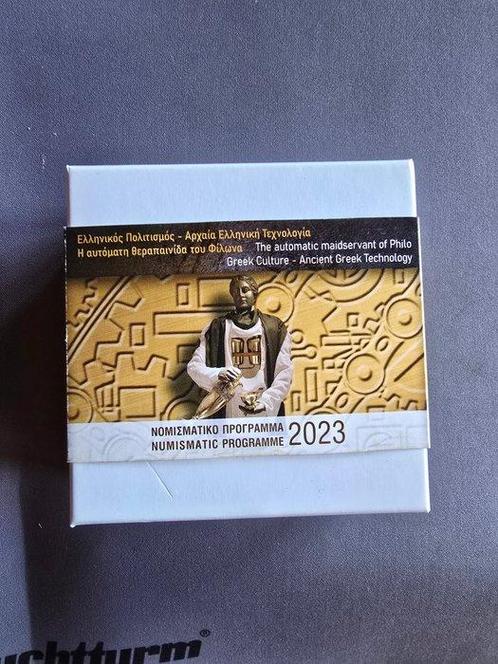 Ελληνικός Πολιτισμός - Αρχαία Ελληνική Τεχνολογία
Η αυτόματη θεραπαινίδα του Φίλωνα
The automatic maidservant of Philo
Greek Culture - Ancient Greek Technology
ΝΟΜΙΣΜΑΤΙΚΟ ΠΡΟΓΡΑΜΜΑ
NUMISMATIC PROGRAMME 2023
uchtturm®